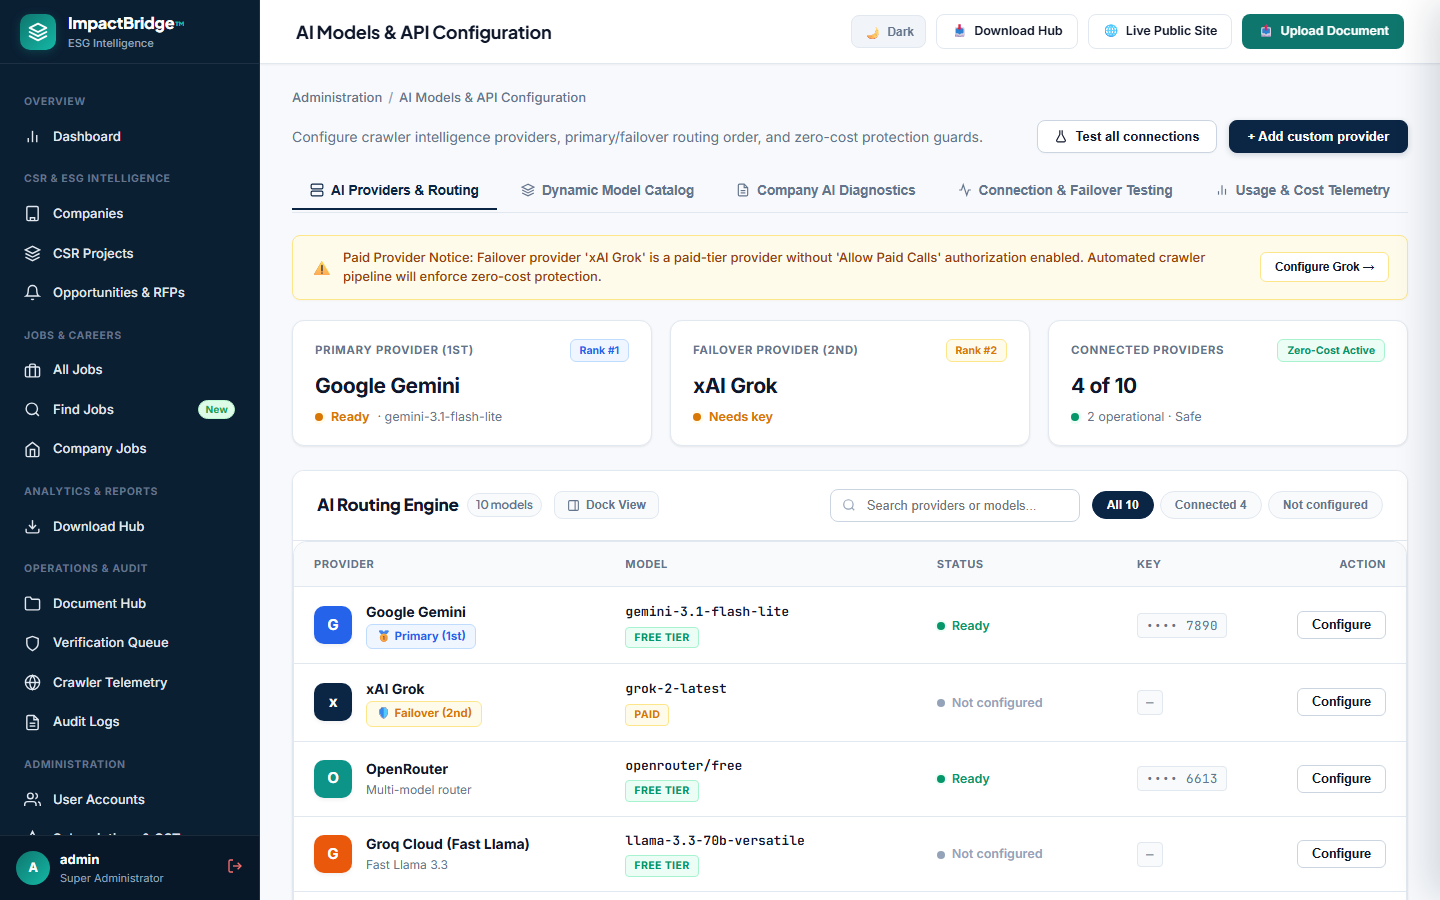 ImpactBridge™
ESG Intelligence
OVERVIEW
Dashboard
CSR & ESG INTELLIGENCE
Companies
CSR Projects
Opportunities & RFPs
JOBS & CAREERS
All Jobs
Find Jobs
New
Company Jobs
ANALYTICS & REPORTS
Download Hub
OPERATIONS & AUDIT
Document Hub
Verification Queue
Crawler Telemetry
Audit Logs
ADMINISTRATION
User Accounts
A
admin
Super Administrator
AI Models & API Configuration
Dark
Download Hub
Live Public Site
Upload Document
Administration / AI Models & API Configuration
Configure crawler intelligence providers, primary/failover routing order, and zero-cost protection guards.
Test all connections
+ Add custom provider
AI Providers & Routing
Dynamic Model Catalog
Company AI Diagnostics
Connection & Failover Testing
Usage & Cost Telemetry
Paid Provider Notice: Failover provider 'xAI Grok' is a paid-tier provider without 'Allow Paid Calls' authorization enabled. Automated crawler
pipeline will enforce zero-cost protection.
Configure Grok →
PRIMARY PROVIDER (1ST)
Rank #1
Google Gemini
Ready · gemini-3.1-flash-lite
FAILOVER PROVIDER (2ND)
Rank #2
xAI Grok
Needs key
CONNECTED PROVIDERS
Zero-Cost Active
4 of 10
2 operational · Safe
AI Routing Engine
10 models
Dock View
Search providers or models...
All 10
Connected 4
Not configured
PROVIDER MODEL STATUS KEY ACTION
G
Google Gemini
Primary (1st)
gemini-3.1-flash-lite
FREE TIER
Ready
•••• 7890
Configure
x
xAI Grok
Failover (2nd)
grok-2-latest
PAID
Not configured
—
Configure
O
OpenRouter
Multi-model router
openrouter/free
FREE TIER
Ready
•••• 6613
Configure
G
Groq Cloud (Fast Llama)
Fast Llama 3.3
llama-3.3-70b-versatile
FREE TIER
Not configured
—
Configure